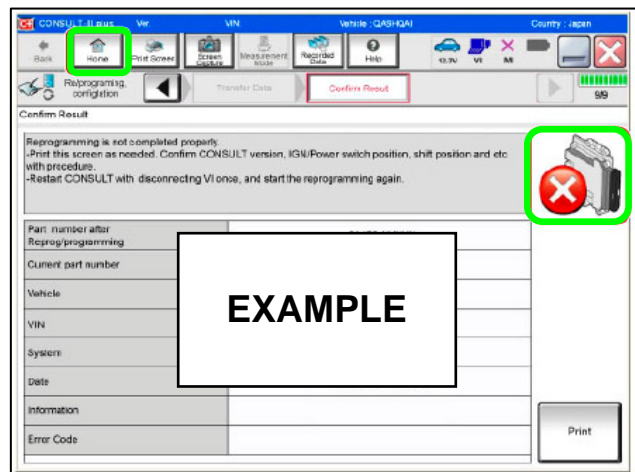 CONSULT-III plus Ver. VIN Vehicle : QASHQAI Country : Japan
Back Home Print Screen Screen Capture Measurement Mode Recorded Data Help VI MI
Re/programing, configration Transfer Data Confirm Result 9/9
Confirm Result
Reprogramming is not completed properly.
-Print this screen as needed. Confirm CONSULT version, IGN/Power switch position, shift position and etc
with procedure.
-Restart CONSULT with disconnecting VI once, and start the reprogramming again.
Part number after
Reprog/programming
Current part number
Vehicle
VIN
System
Date
Information
Error Code
EXAMPLE
Print